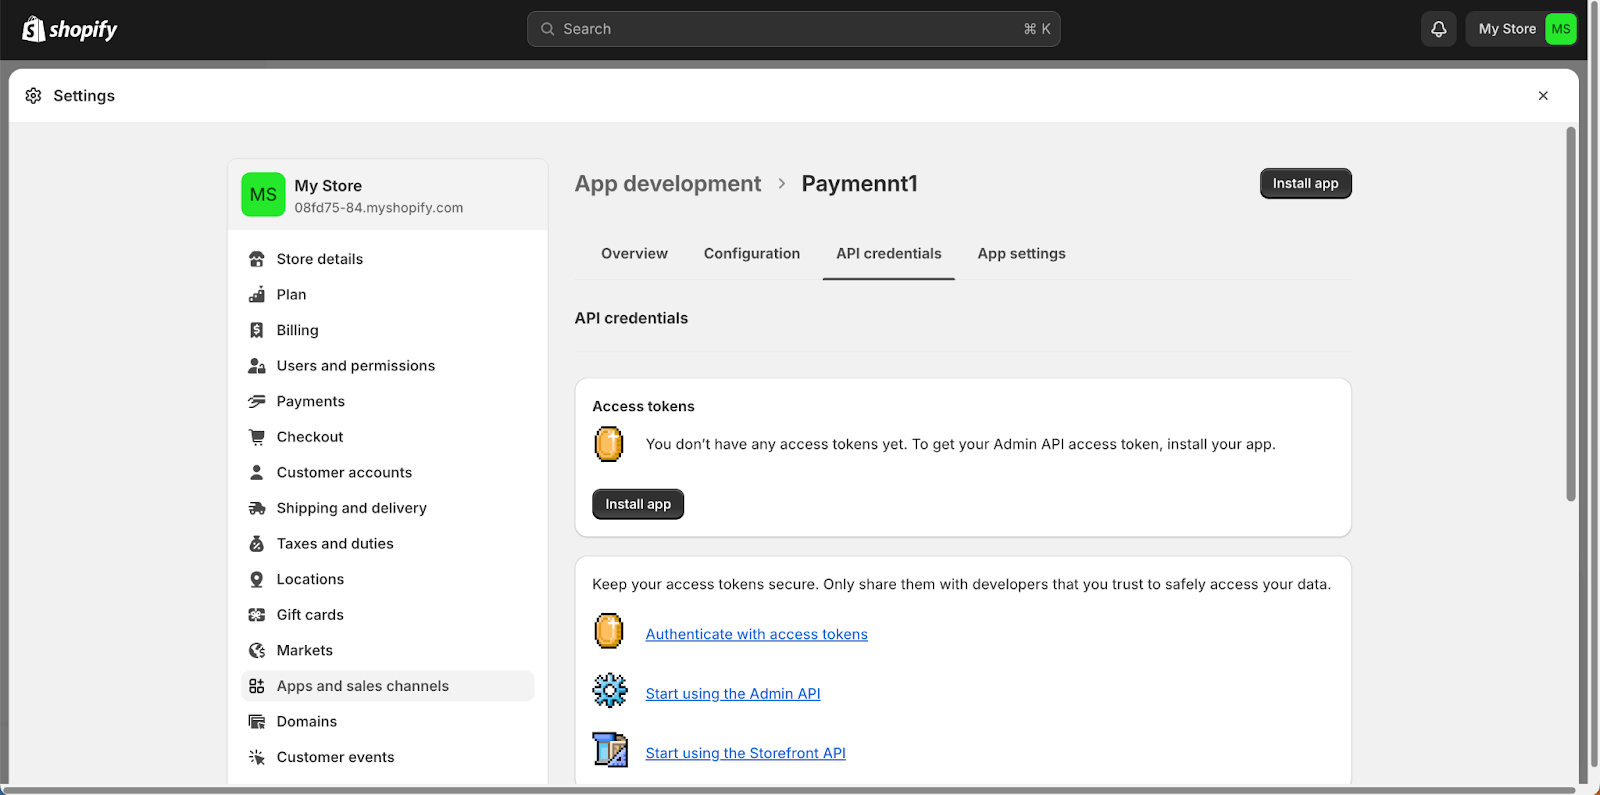 shopify
Search
⌘ K
My Store
MS
Settings
MS
My Store
08fd75-84.myshopify.com
Store details
Plan
Billing
Users and permissions
Payments
Checkout
Customer accounts
Shipping and delivery
Taxes and duties
Locations
Gift cards
Markets
Apps and sales channels
Domains
Customer events
App development > Paymennt1
Install app
Overview
Configuration
API credentials
App settings
API credentials
Access tokens
You don’t have any access tokens yet. To get your Admin API access token, install your app.
Install app
Keep your access tokens secure. Only share them with developers that you trust to safely access your data.
Authenticate with access tokens
Start using the Admin API
Start using the Storefront API